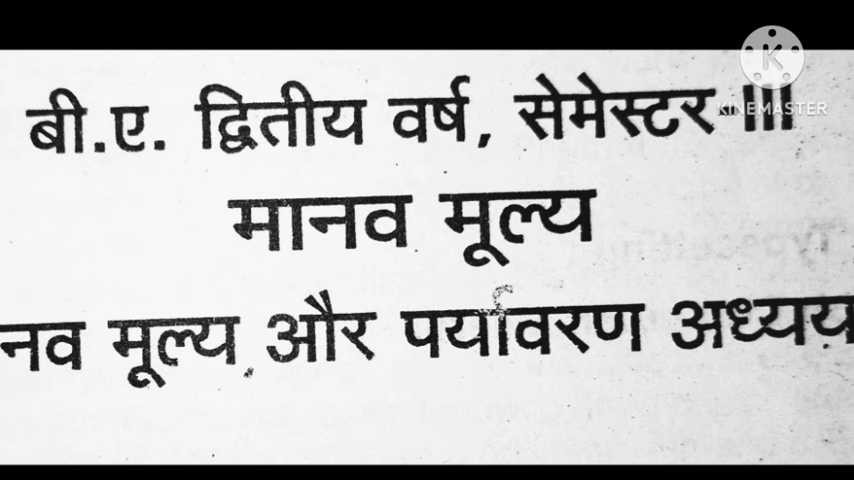 बी.ए. द्वितीय वर्ष, सेमेस्टर III
मानव मूल्य
नव मूल्य और पर्यावरण अध्यय
K
KINEMASTER